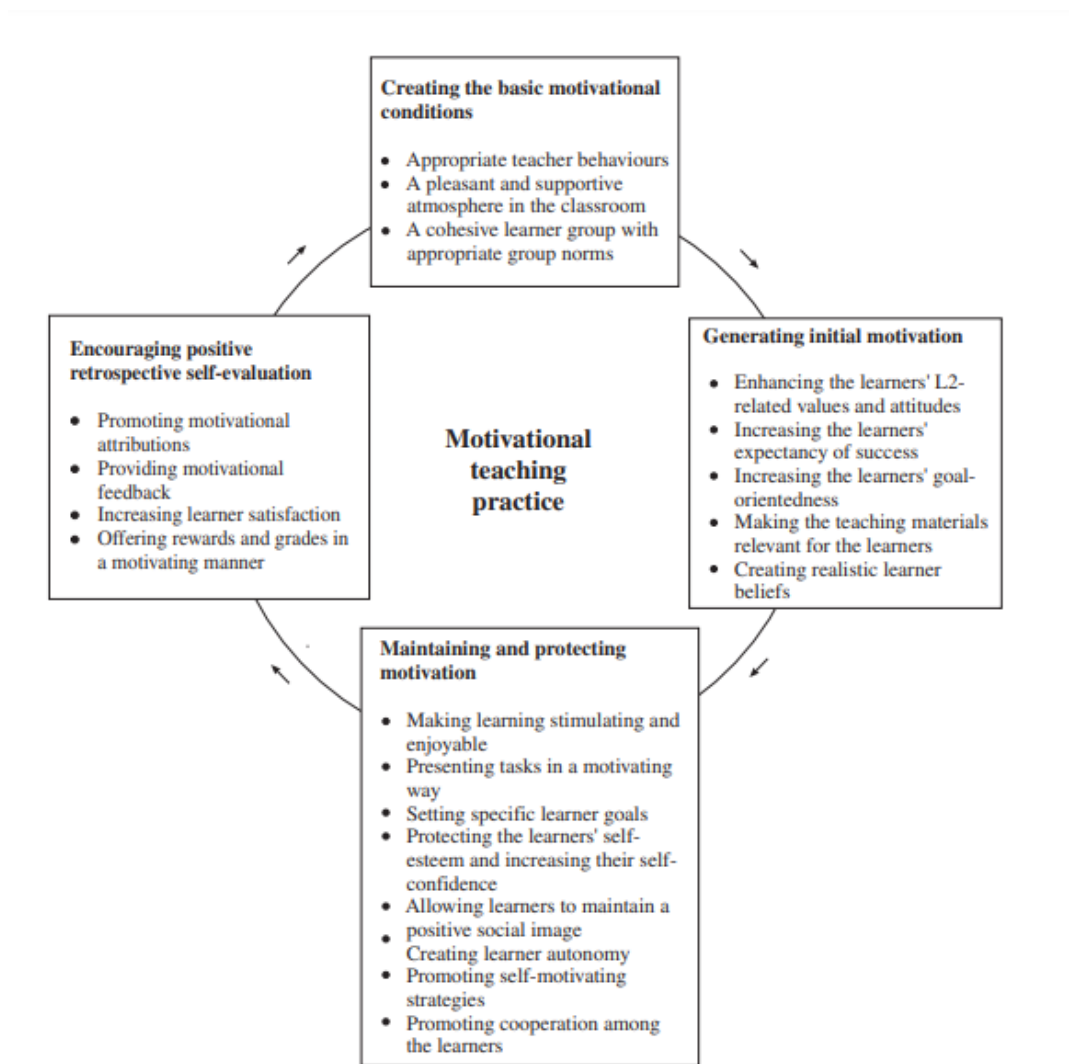 Creating the basic motivational
conditions
● Appropriate teacher behaviours
● A pleasant and supportive
atmosphere in the classroom
● A cohesive learner group with
appropriate group norms
Generating initial motivation
● Enhancing the learners' L2-
related values and attitudes
● Increasing the learners'
expectancy of success
● Increasing the learners' goal-
orientedness
● Making the teaching materials
relevant for the learners
● Creating realistic learner
beliefs
Encouraging positive
retrospective self-evaluation
● Promoting motivational
attributions
● Providing motivational
feedback
● Increasing learner satisfaction
● Offering rewards and grades in
a motivating manner
Motivational
teaching
practice
Maintaining and protecting
motivation
● Making learning stimulating and
enjoyable
● Presenting tasks in a motivating
way
● Setting specific learner goals
● Protecting the learners' self-
esteem and increasing their self-
confidence
● Allowing learners to maintain a
positive social image
● Creating learner autonomy
● Promoting self-motivating
strategies
● Promoting cooperation among
the learners